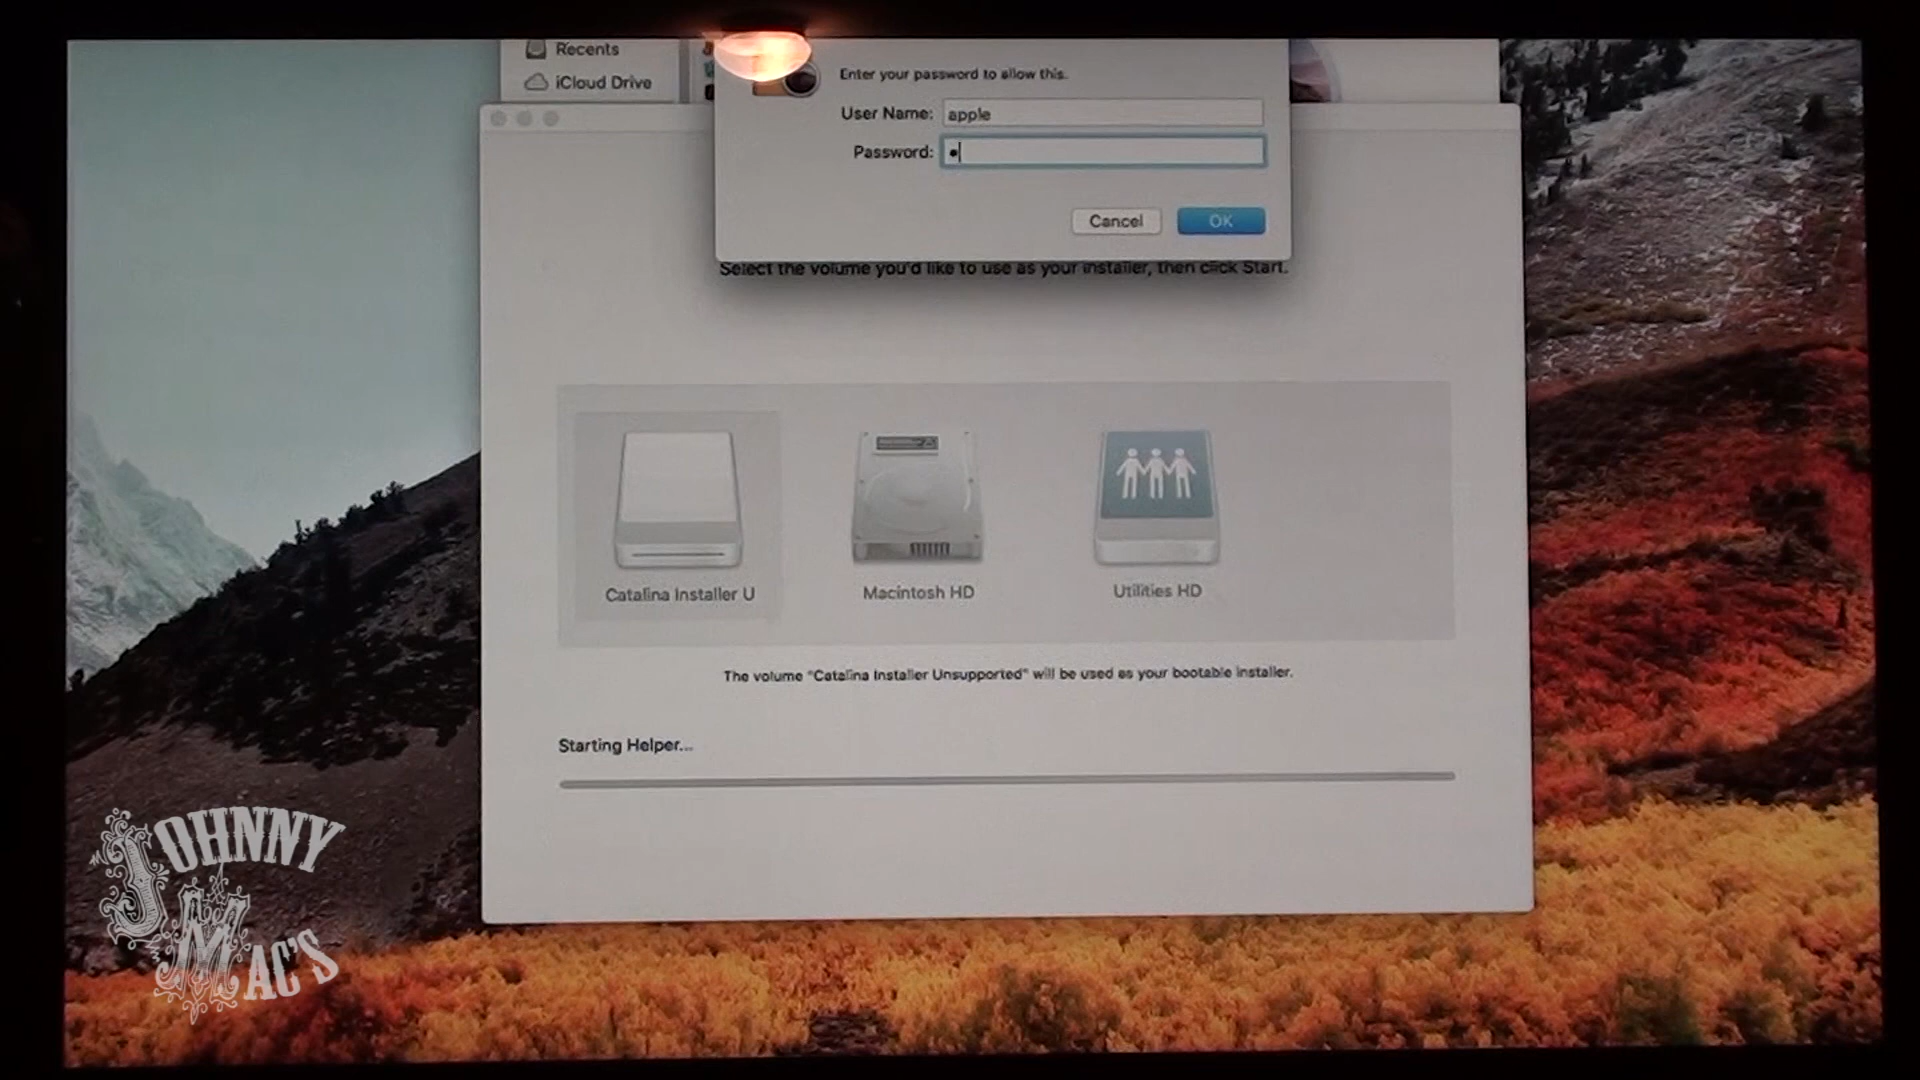 Recents
iCloud Drive
Enter your password to allow this.
User Name: apple
Password:
Cancel
OK
Select the volume you'd like to use as your installer, then click Start.
Catalina Installer U
Macintosh HD
Utilities HD
The volume "Catalina Installer Unsupported" will be used as your bootable installer.
Starting Helper...
JOHNNY
MAC'S